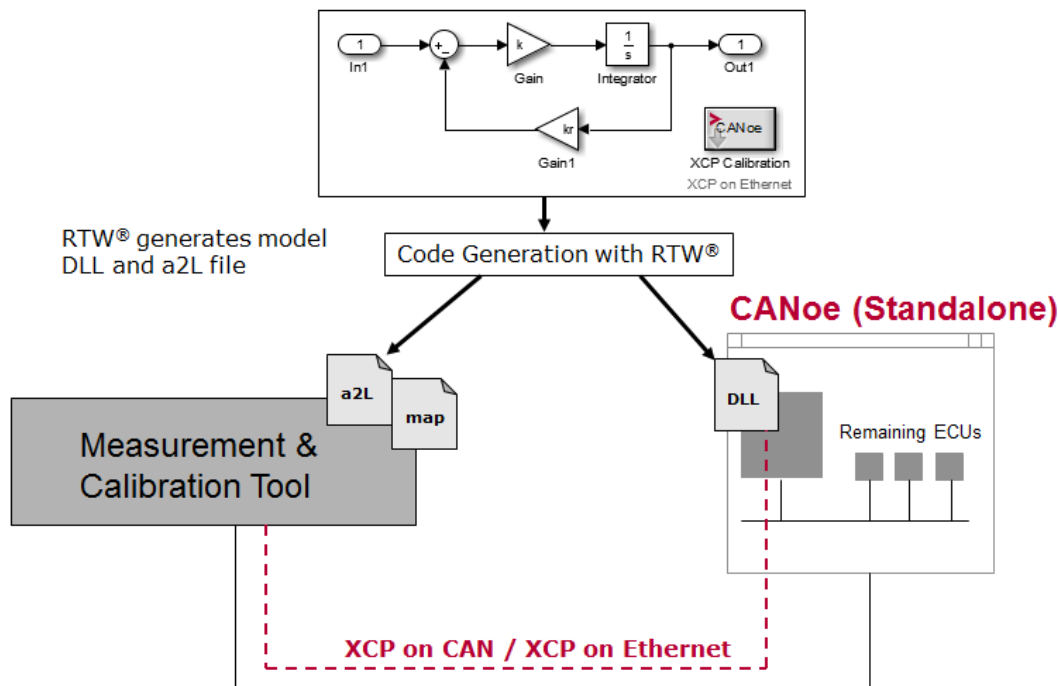 1
In1
+
-
k
Gain
1
s
Integrator
1
Out1
kr
Gain1
CANoe
XCP Calibration
XCP on Ethernet
RTW® generates model
DLL and a2L file
Code Generation with RTW®
CANoe (Standalone)
a2L
map
DLL
Measurement &
Calibration Tool
Remaining ECUs
XCP on CAN / XCP on Ethernet